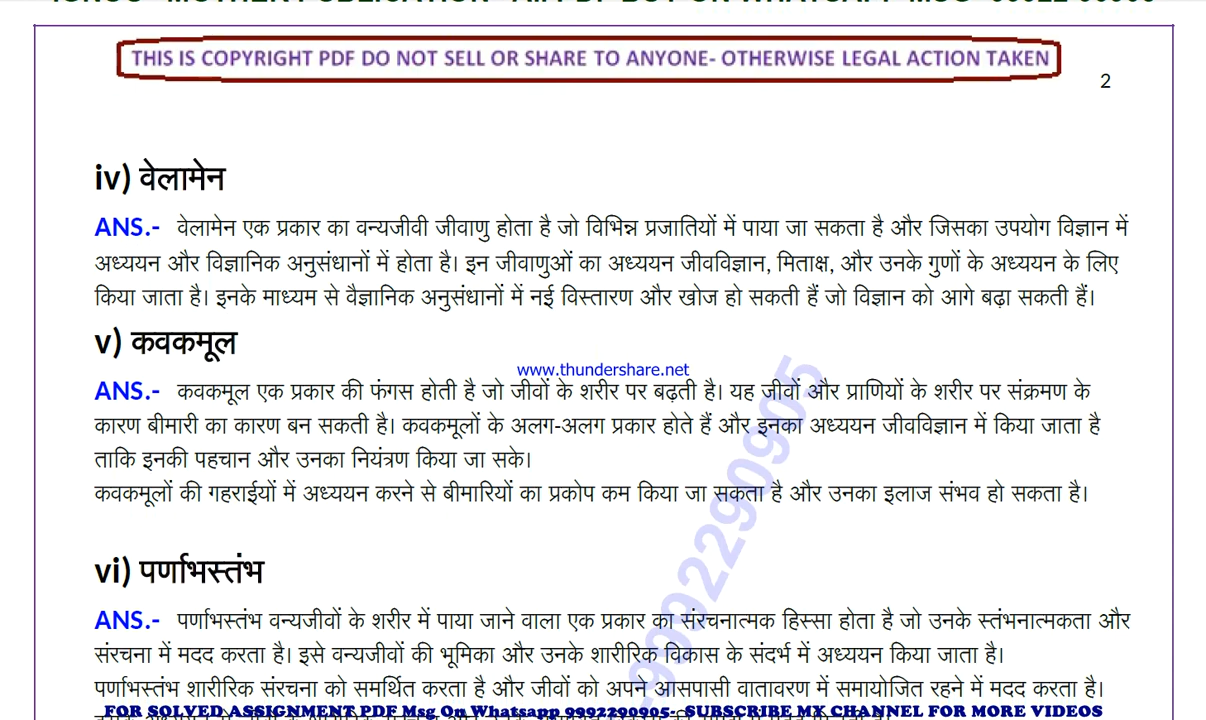 THIS IS COPYRIGHT PDF DO NOT SELL OR SHARE TO ANYONE- OTHERWISE LEGAL ACTION TAKEN
2
iv) वेलामेन
ANS.- वेलामेन एक प्रकार का वन्यजीवी जीवाणु होता है जो विभिन्न प्रजातियों में पाया जा सकता है और जिसका उपयोग विज्ञान में
अध्ययन और विज्ञानिक अनुसंधानों में होता है। इन जीवाणुओं का अध्ययन जीवविज्ञान, मिताक्ष, और उनके गुणों के अध्ययन के लिए
किया जाता है। इनके माध्यम से वैज्ञानिक अनुसंधानों में नई विस्तारण और खोज हो सकती हैं जो विज्ञान को आगे बढ़ा सकती हैं।
v) कवकमूल
www.thundershare.net
ANS.- कवकमूल एक प्रकार की फंगस होती है जो जीवों के शरीर पर बढ़ती है। यह जीवों और प्राणियों के शरीर पर संक्रमण के
कारण बीमारी का कारण बन सकती है। कवकमूलों के अलग-अलग प्रकार होते हैं और इनका अध्ययन जीवविज्ञान में किया जाता है
ताकि इनकी पहचान और उनका नियंत्रण किया जा सके।
कवकमूलों की गहराईयों में अध्ययन करने से बीमारियों का प्रकोप कम किया जा सकता है और उनका इलाज संभव हो सकता है।
vi) पर्णाभस्तंभ
ANS.- पर्णाभस्तंभ वन्यजीवों के शरीर में पाया जाने वाला एक प्रकार का संरचनात्मक हिस्सा होता है जो उनके स्तंभनात्मकता और
संरचना में मदद करता है। इसे वन्यजीवों की भूमिका और उनके शारीरिक विकास के संदर्भ में अध्ययन किया जाता है।
पर्णाभस्तंभ शारीरिक संरचना को समर्थित करता है और जीवों को अपने आसपासी वातावरण में समायोजित रहने में मदद करता है।
FOR SOLVED ASSIGNMENT PDF Msg On Whatsapp 9992290905- SUBSCRIBE MX CHANNEL FOR MORE VIDEOS
9992290905